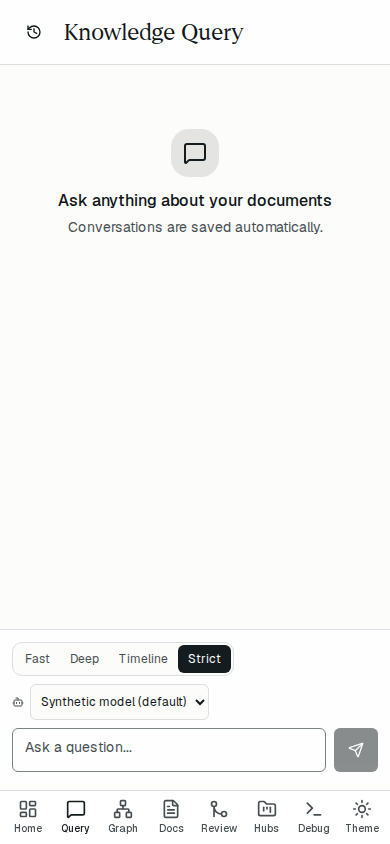 Knowledge Query
Ask anything about your documents
Conversations are saved automatically.
Fast Deep Timeline Strict
Synthetic model (default)
Ask a question...
Home Query Graph Docs Review Hubs Debug Theme